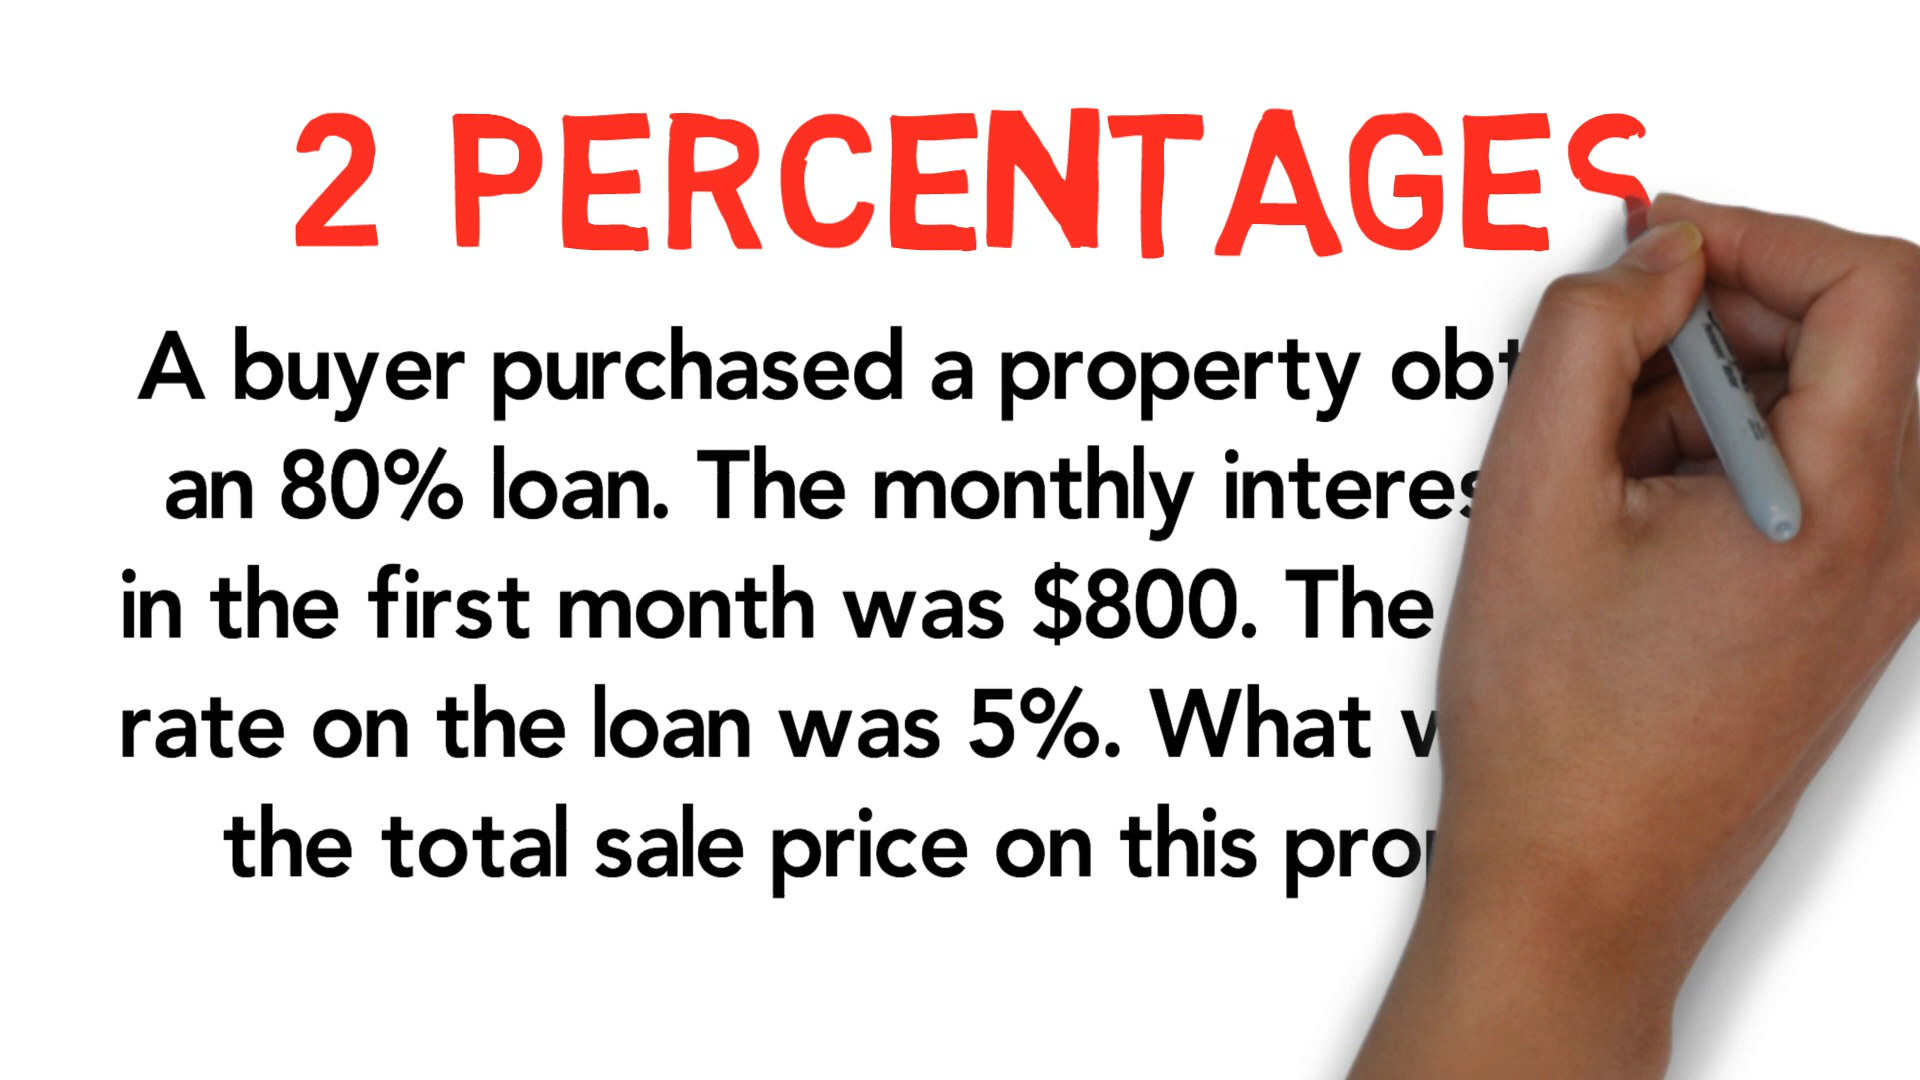 2 PERCENTAGES
A buyer purchased a property
an 80% loan. The monthly
in the first month was $800. The
rate on the loan was 5%. What
the total sale price on this